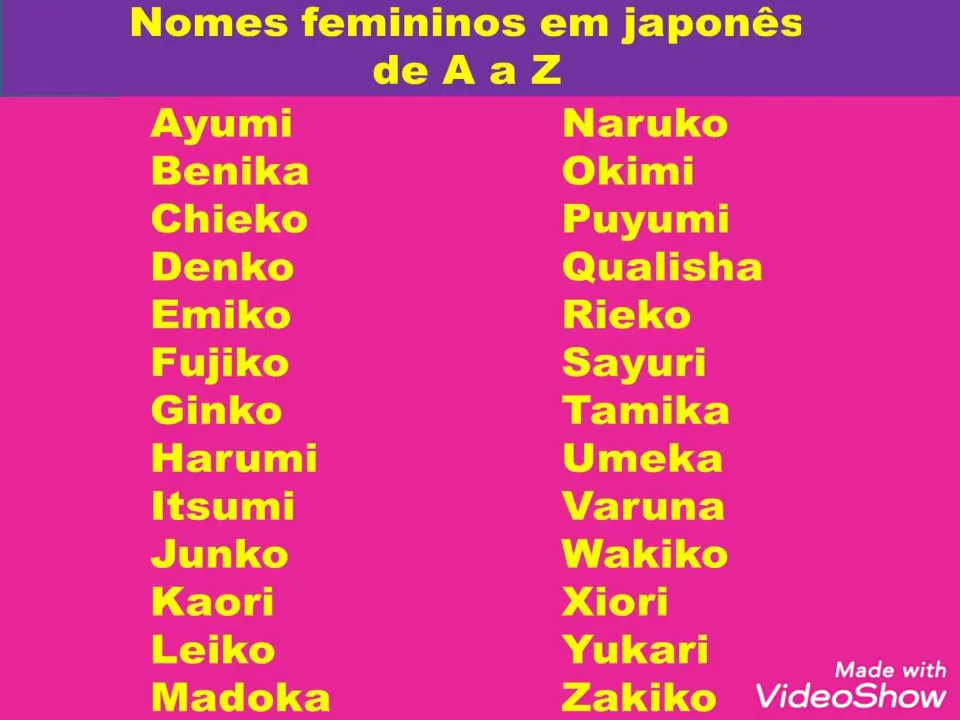 Nomes femininos em japonês
de A a Z
Ayumi
Benika
Chieko
Denko
Emiko
Fujiko
Ginko
Harumi
Itsumi
Junko
Kaori
Leiko
Madoka
Naruko
Okimi
Puyumi
Qualisha
Rieko
Sayuri
Tamika
Umeka
Varuna
Wakiko
Xiori
Yukari
Zakiko
Made with
VideoShow